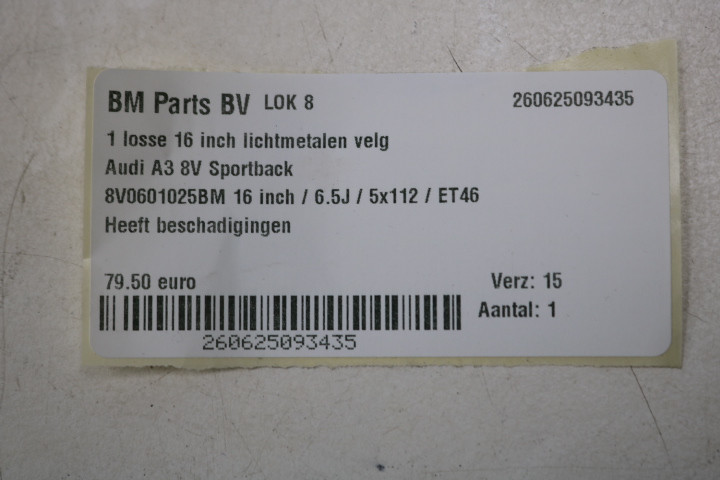 BM Parts BV LOK 8 260625093435
1 losse 16 inch lichtmetalen velg
Audi A3 8V Sportback
8V0601025BM 16 inch / 6.5J / 5x112 / ET46
Heeft beschadigingen
79.50 euro Verz: 15
Aantal: 1
260625093435